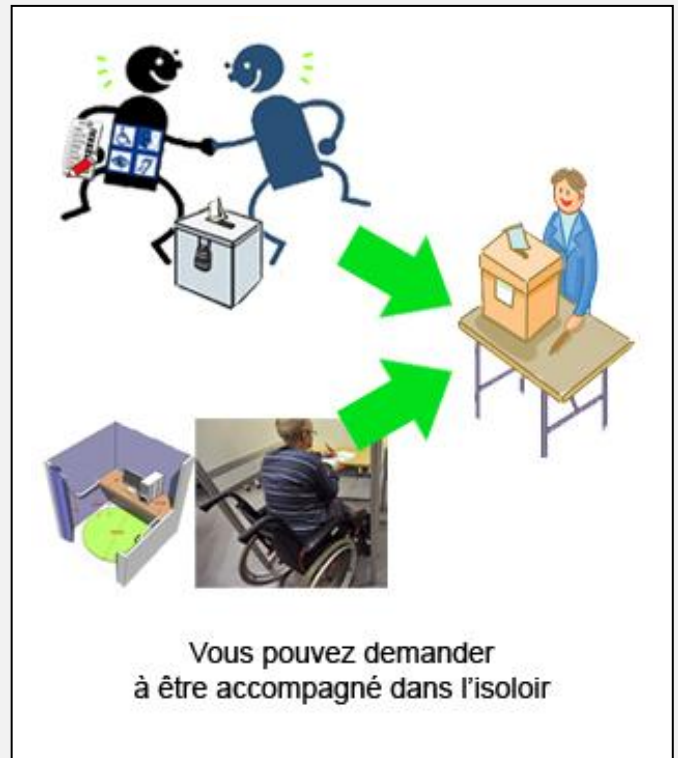 Vous pouvez demander
à être accompagné dans l'isoloir